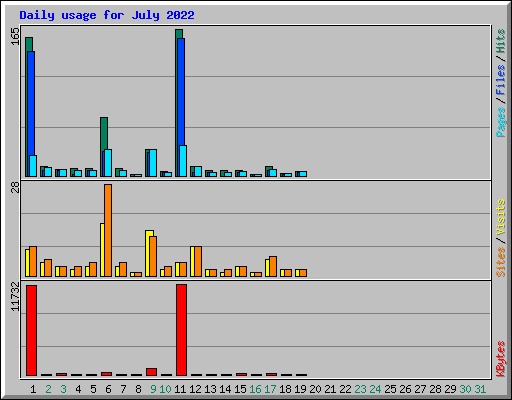 Daily usage for July 2022
165
Pages / Files / Hits
28
Sites / Visits
11732
KBytes
1 2 3 4 5 6 7 8 9 10 11 12 13 14 15 16 17 18 19 20 21 22 23 24 25 26 27 28 29 30 31